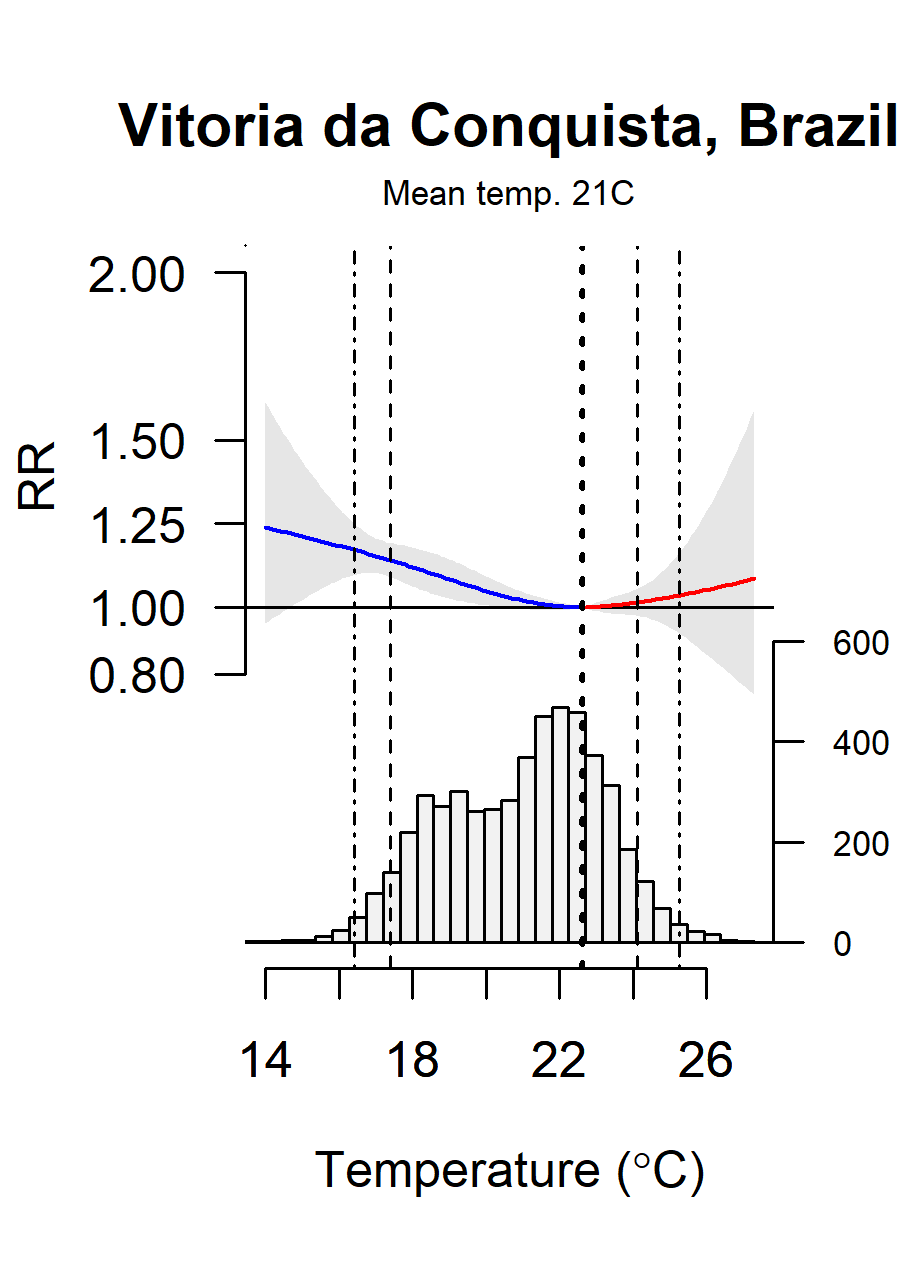 Vitoria da Conquista, Brazil
Mean temp. 21C
2.00
1.50
1.25
1.00
0.80
RR
600
400
200
0
14 18 22 26
Temperature (°C)